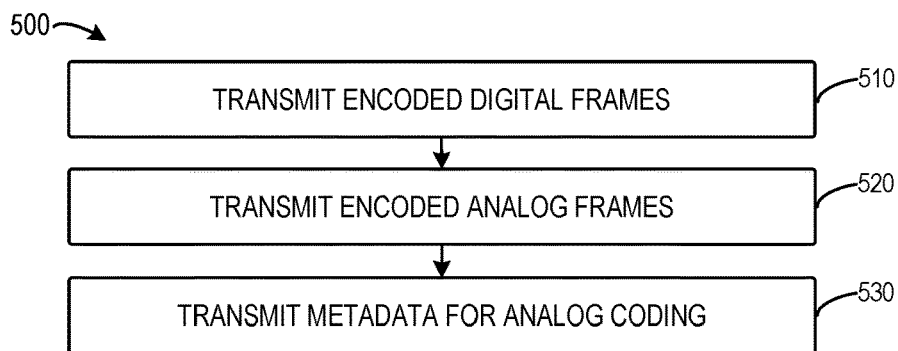 500
TRANSMIT ENCODED DIGITAL FRAMES
510
TRANSMIT ENCODED ANALOG FRAMES
520
TRANSMIT METADATA FOR ANALOG CODING
530